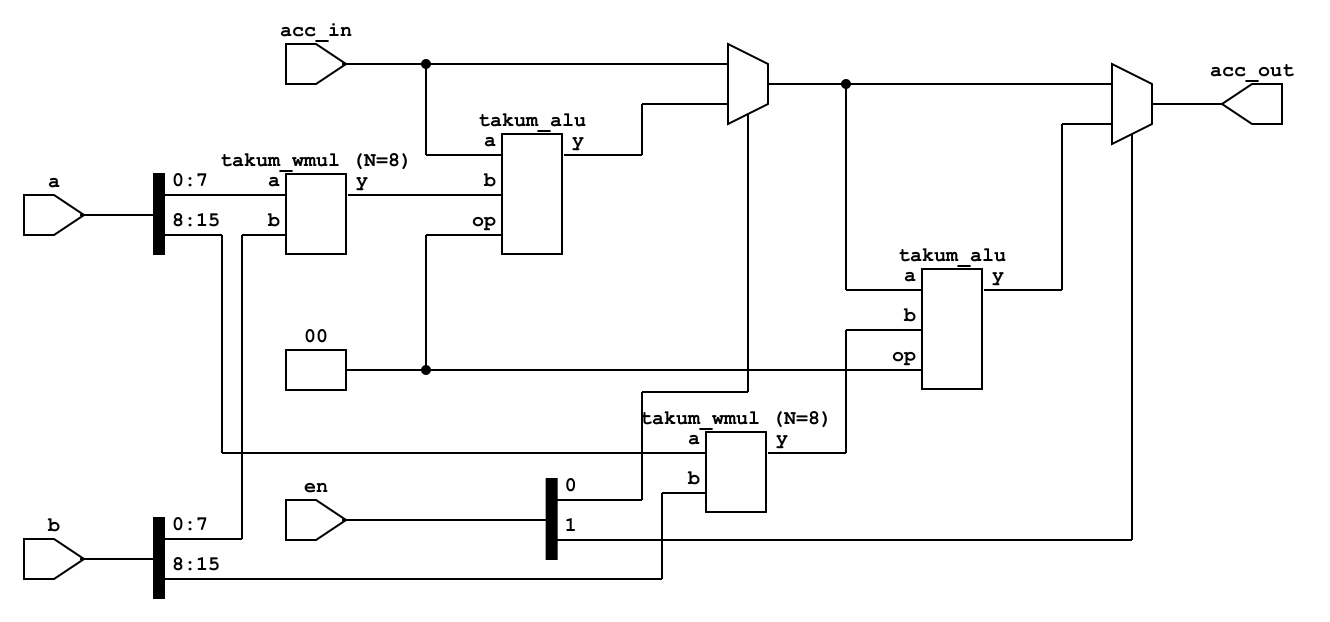 acc_in
acc_out
takum_alu
a
y
b
op
takum_wmul (N=8)
a
y
b
a
0:7
8:15
takum_alu
a
y
b
op
00
takum_wmul (N=8)
a
y
b
en
0
1
b
0:7
8:15